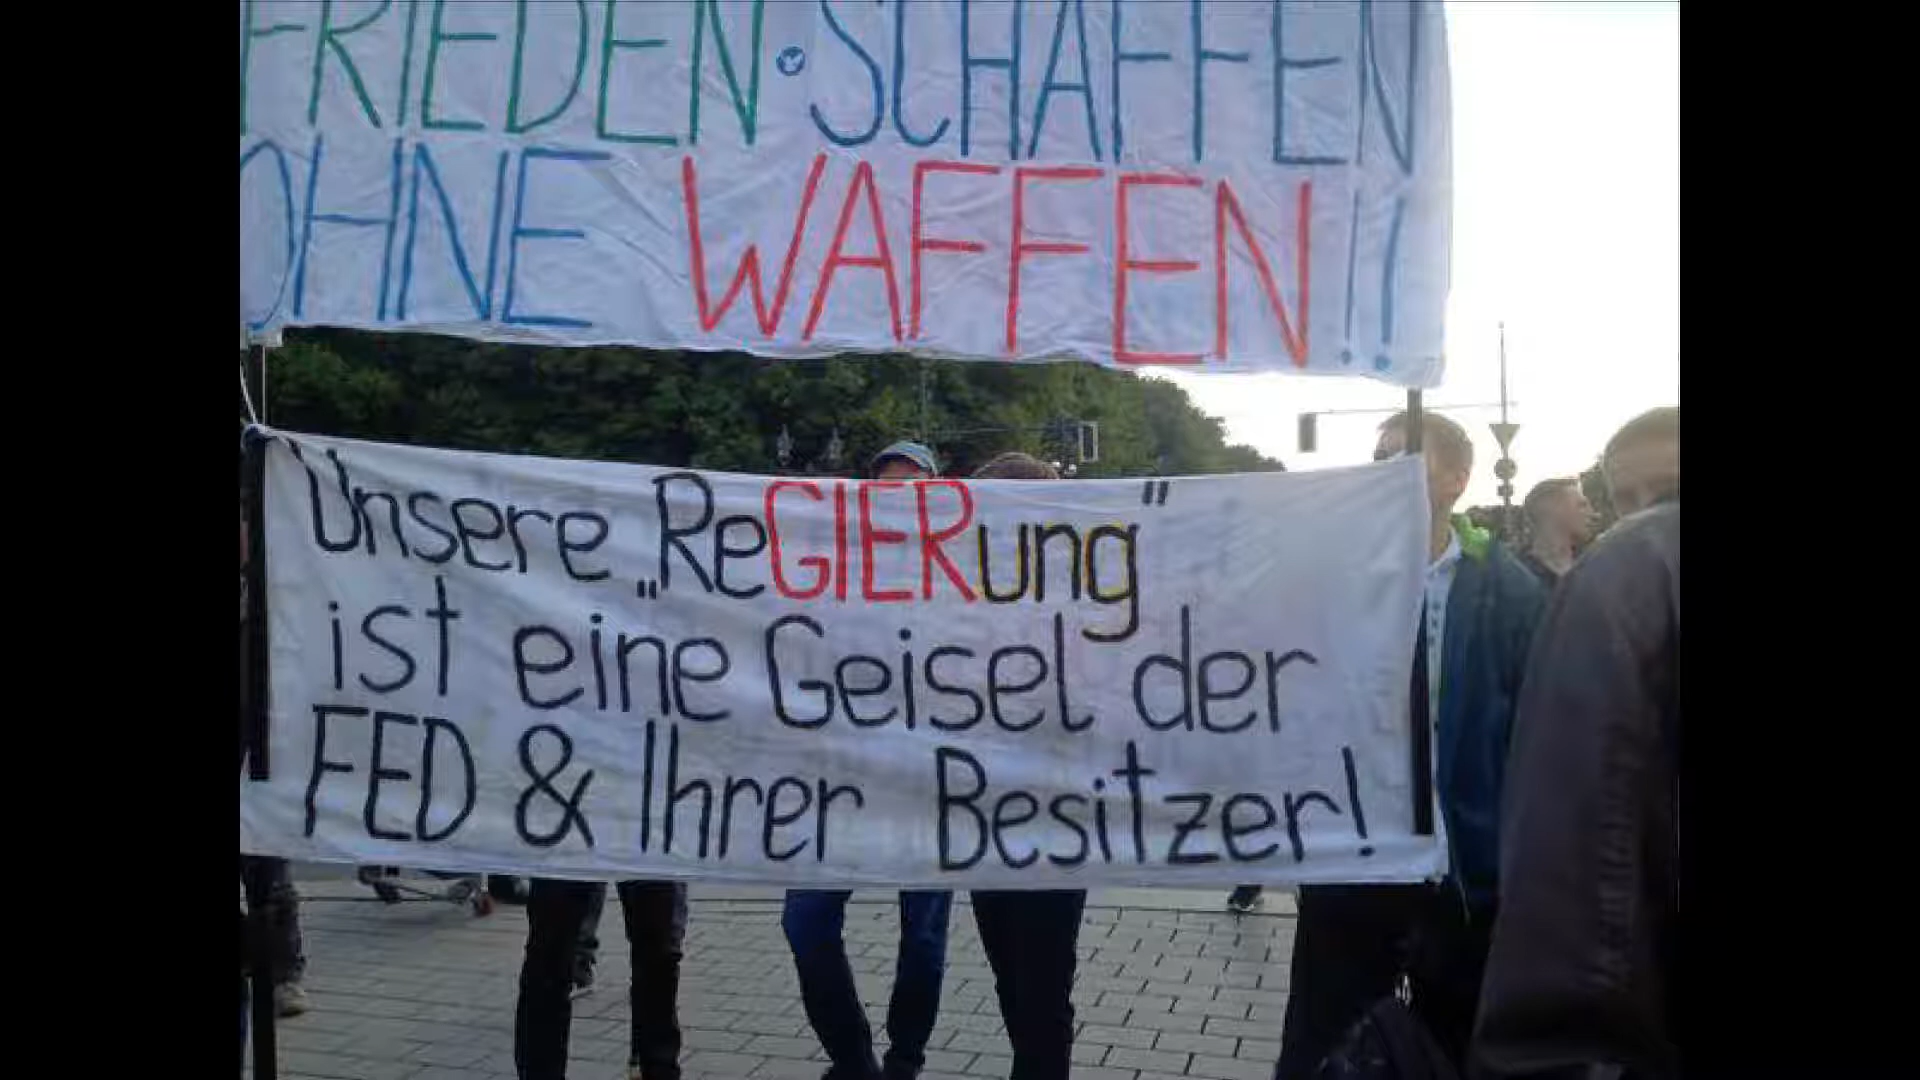 FRIEDEN·SCHAFFEN
OHNE WAFFEN!!
Unsere „ReGIERung"
ist eine Geisel der
FED & Ihrer Besitzer!